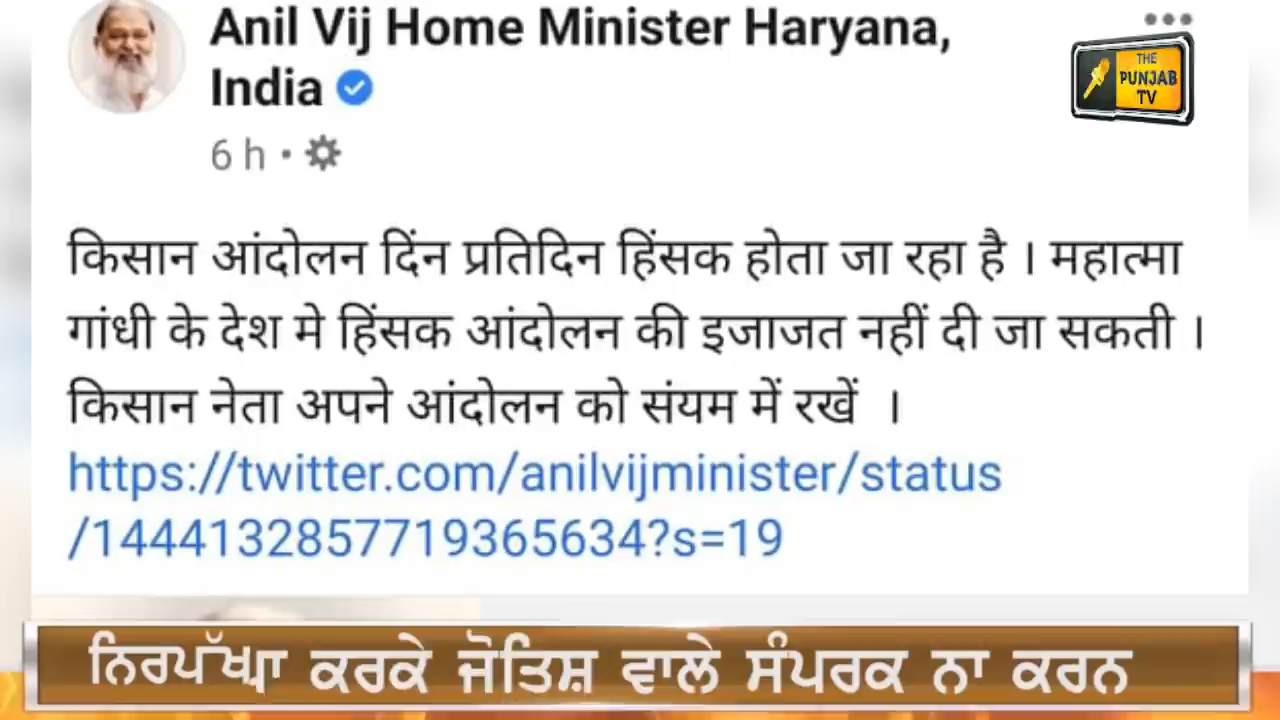 Anil Vij Home Minister Haryana,
India
6 h
THE
PUNJAB
TV
किसान आंदोलन दिंन प्रतिदिन हिंसक होता जा रहा है । महात्मा
गांधी के देश मे हिंसक आंदोलन की इजाजत नहीं दी जा सकती ।
किसान नेता अपने आंदोलन को संयम में रखें ।
https://twitter.com/anilvijminister/status
/1444132857719365634?s=19
ਕਰਕੇ ਜੋਤਿਸ਼ ਵਾਲੇ ਸੰਪਰਕ ਨਾ ਕਰਨ